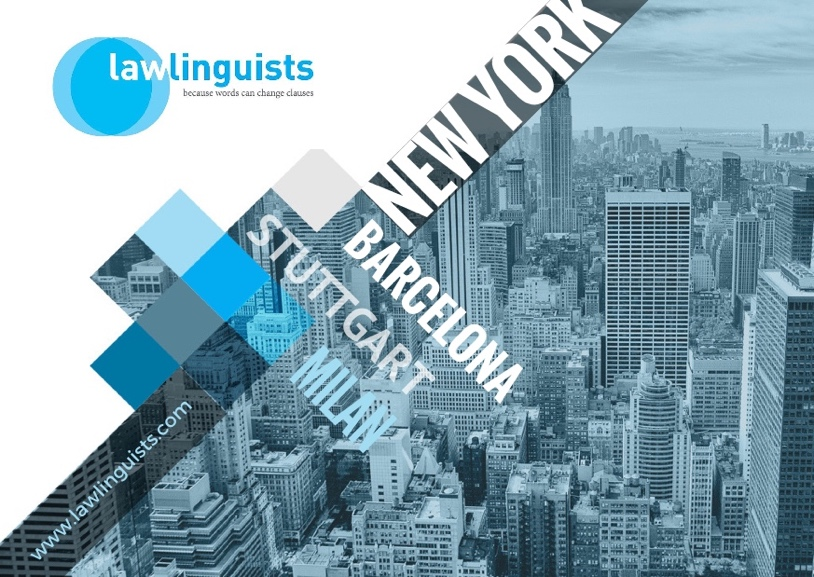 lawlinguists
because words can change clauses
NEW YORK
BARCELONA
STUTTGART
MILAN
www.lawlinguists.com